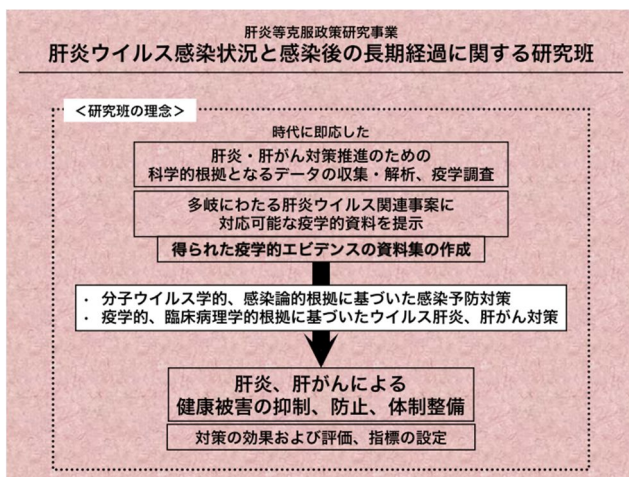 肝炎等克服政策研究事業
肝炎ウイルス感染状況と感染後の長期経過に関する研究班
＜研究班の理念＞
時代に即応した
肝炎・肝がん対策推進のための
科学的根拠となるデータの収集・解析、疫学調査
多岐にわたる肝炎ウイルス関連事案に
対応可能な疫学的資料を提示
得られた疫学的エビデンスの資料集の作成
・ 分子ウイルス学的、感染論的根拠に基づいた感染予防対策
・ 疫学的、臨床病理学的根拠に基づいたウイルス肝炎、肝がん対策
肝炎、肝がんによる
健康被害の抑制、防止、体制整備
対策の効果および評価、指標の設定